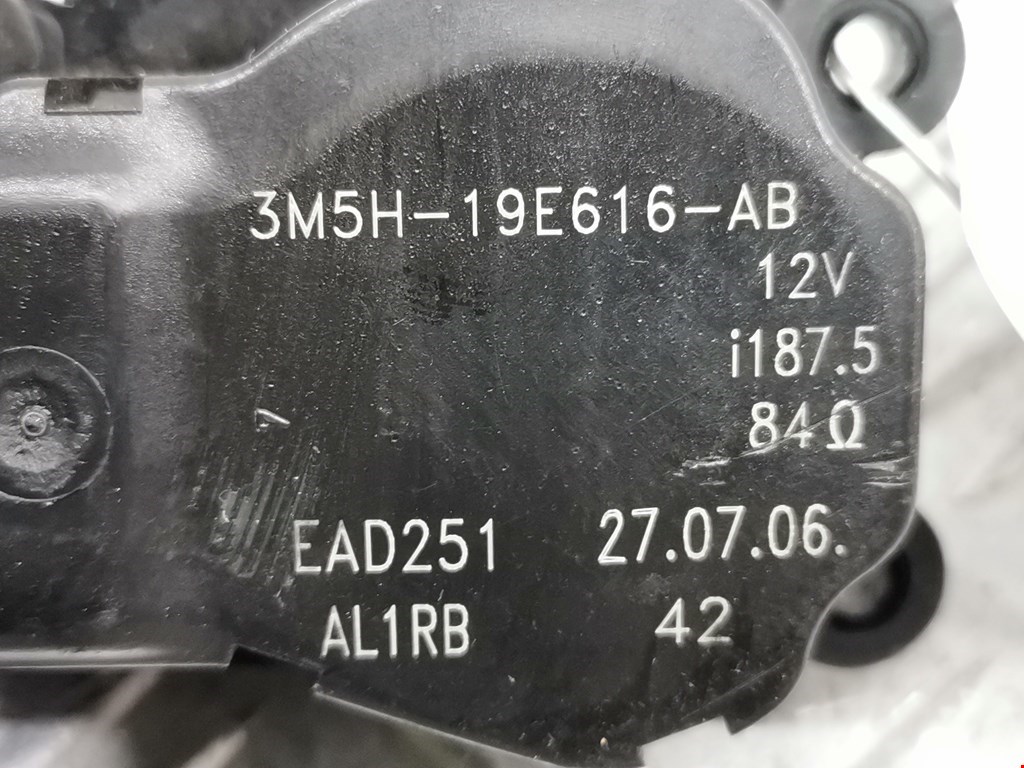 3M5H-19E616-AB
12V
i187.5
84Ω
EAD251 27.07.06.
AL1RB 42